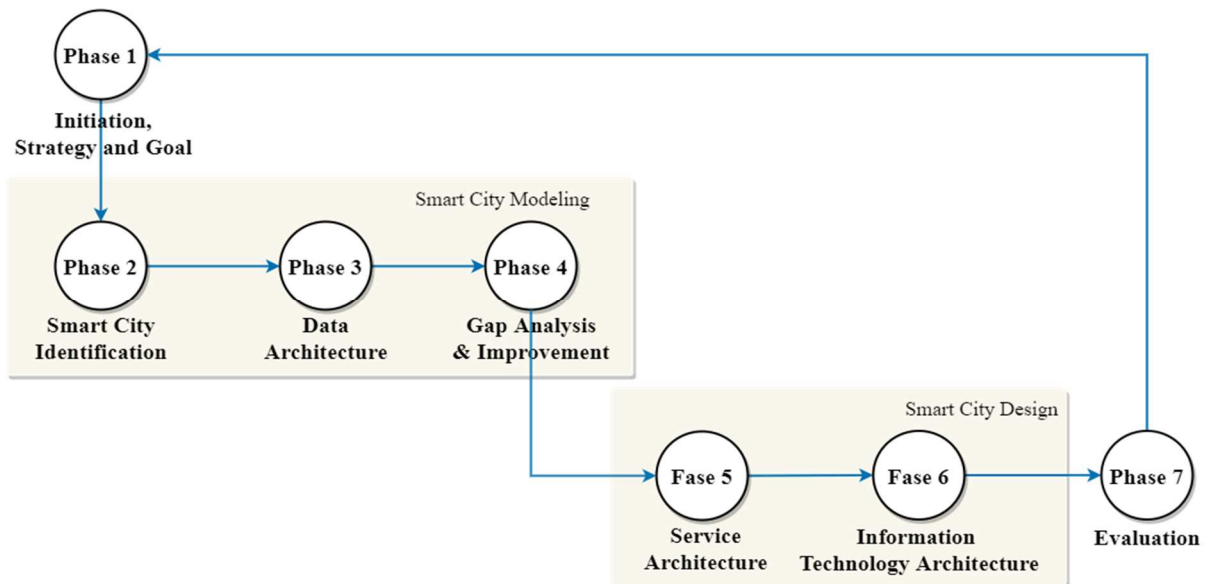 Phase 1
Initiation,
Strategy and Goal
Smart City Modeling
Phase 2
Phase 3
Phase 4
Smart City
Identification
Data
Architecture
Gap Analysis
& Improvement
Smart City Design
Fase 5
Fase 6
Phase 7
Service
Architecture
Information
Technology Architecture
Evaluation